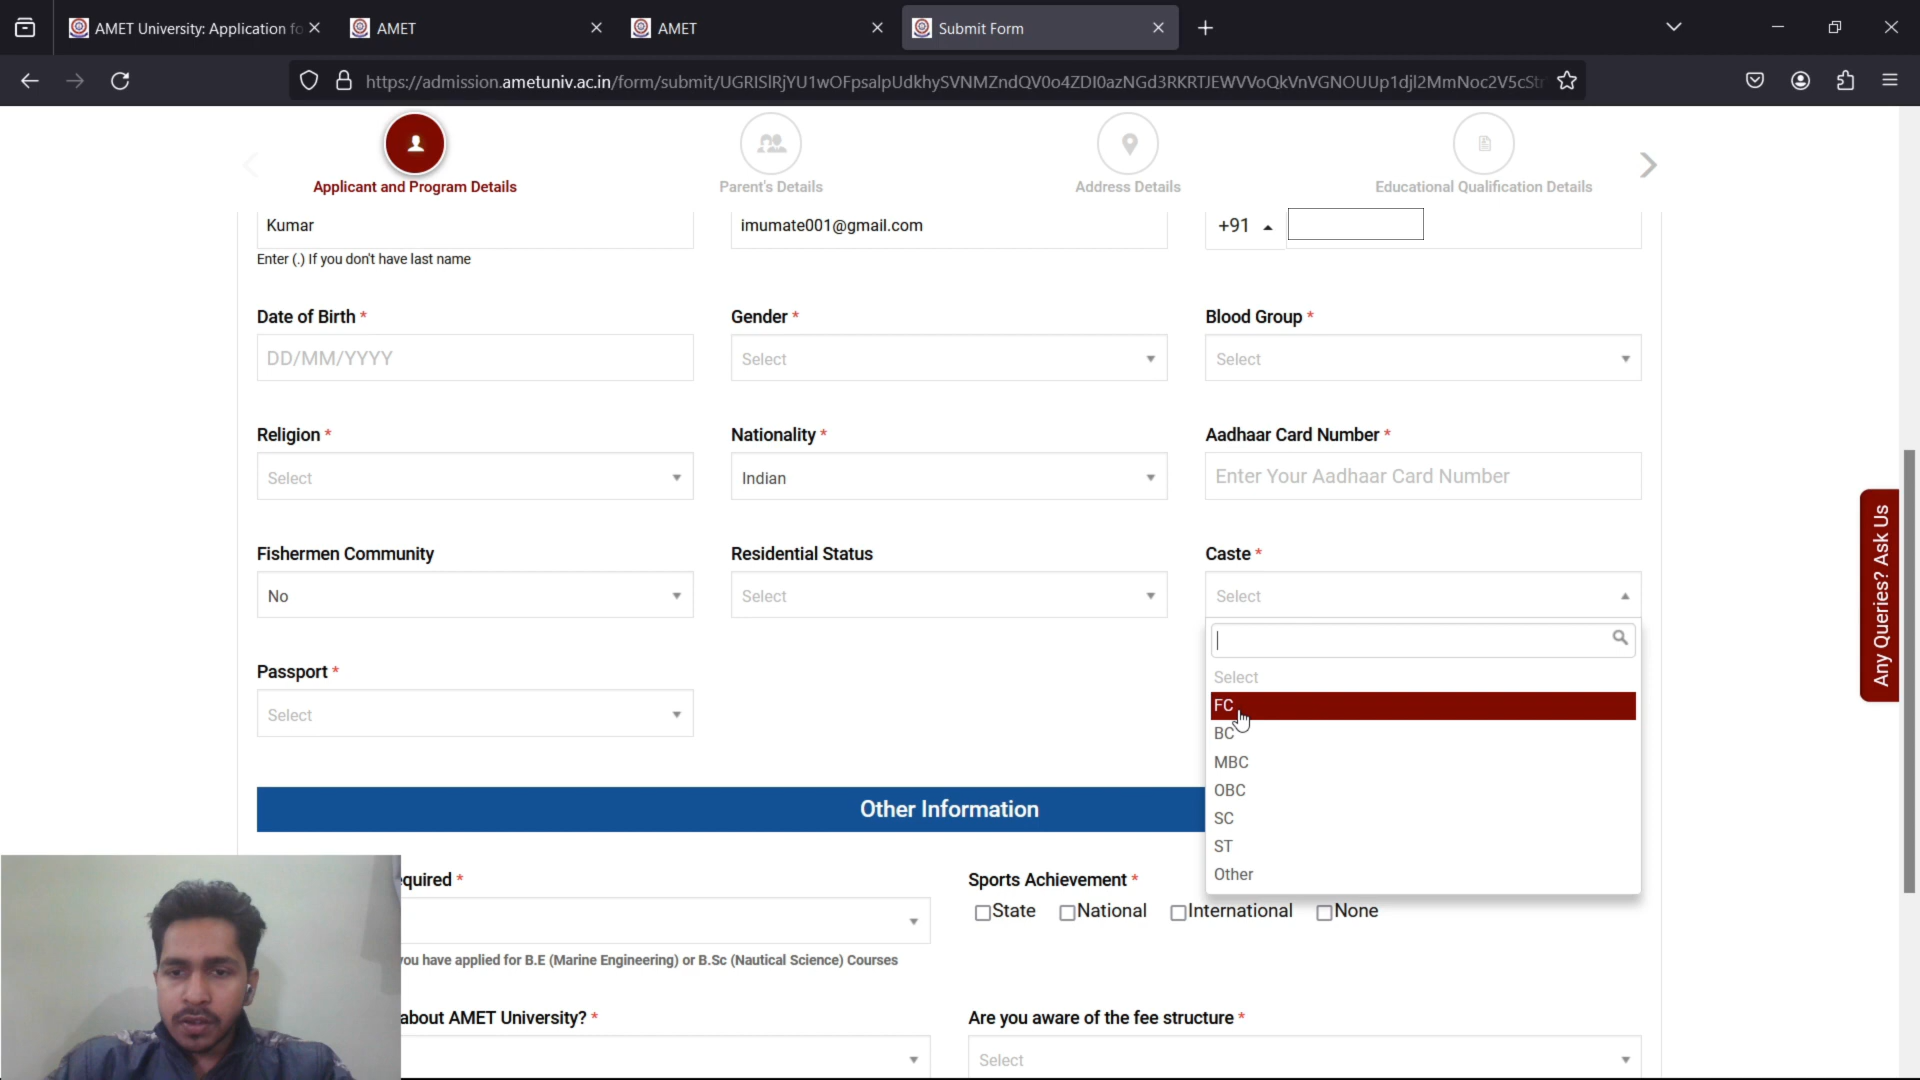 AMET University: Application fo
AMET
AMET
Submit Form
https://admission.ametuniv.ac.in/form/submit/
Applicant and Program Details
Parent's Details
Address Details
Educational Qualification Details
Kumar
imumate001@gmail.com
+91
Enter (.) If you don't have last name
Date of Birth *
Gender *
Blood Group *
DD/MM/YYYY
Select
Select
Religion *
Nationality *
Aadhaar Card Number *
Select
Indian
Enter Your Aadhaar Card Number
Fishermen Community
Residential Status
Caste *
No
Select
Select
Select
FC
BC
MBC
OBC
SC
ST
Other
Passport *
Select
Other Information
equired *
Sports Achievement *
State
National
International
None
you have applied for B.E (Marine Engineering) or B.Sc (Nautical Science) Courses
about AMET University? *
Are you aware of the fee structure *
Select
Any Queries? Ask Us